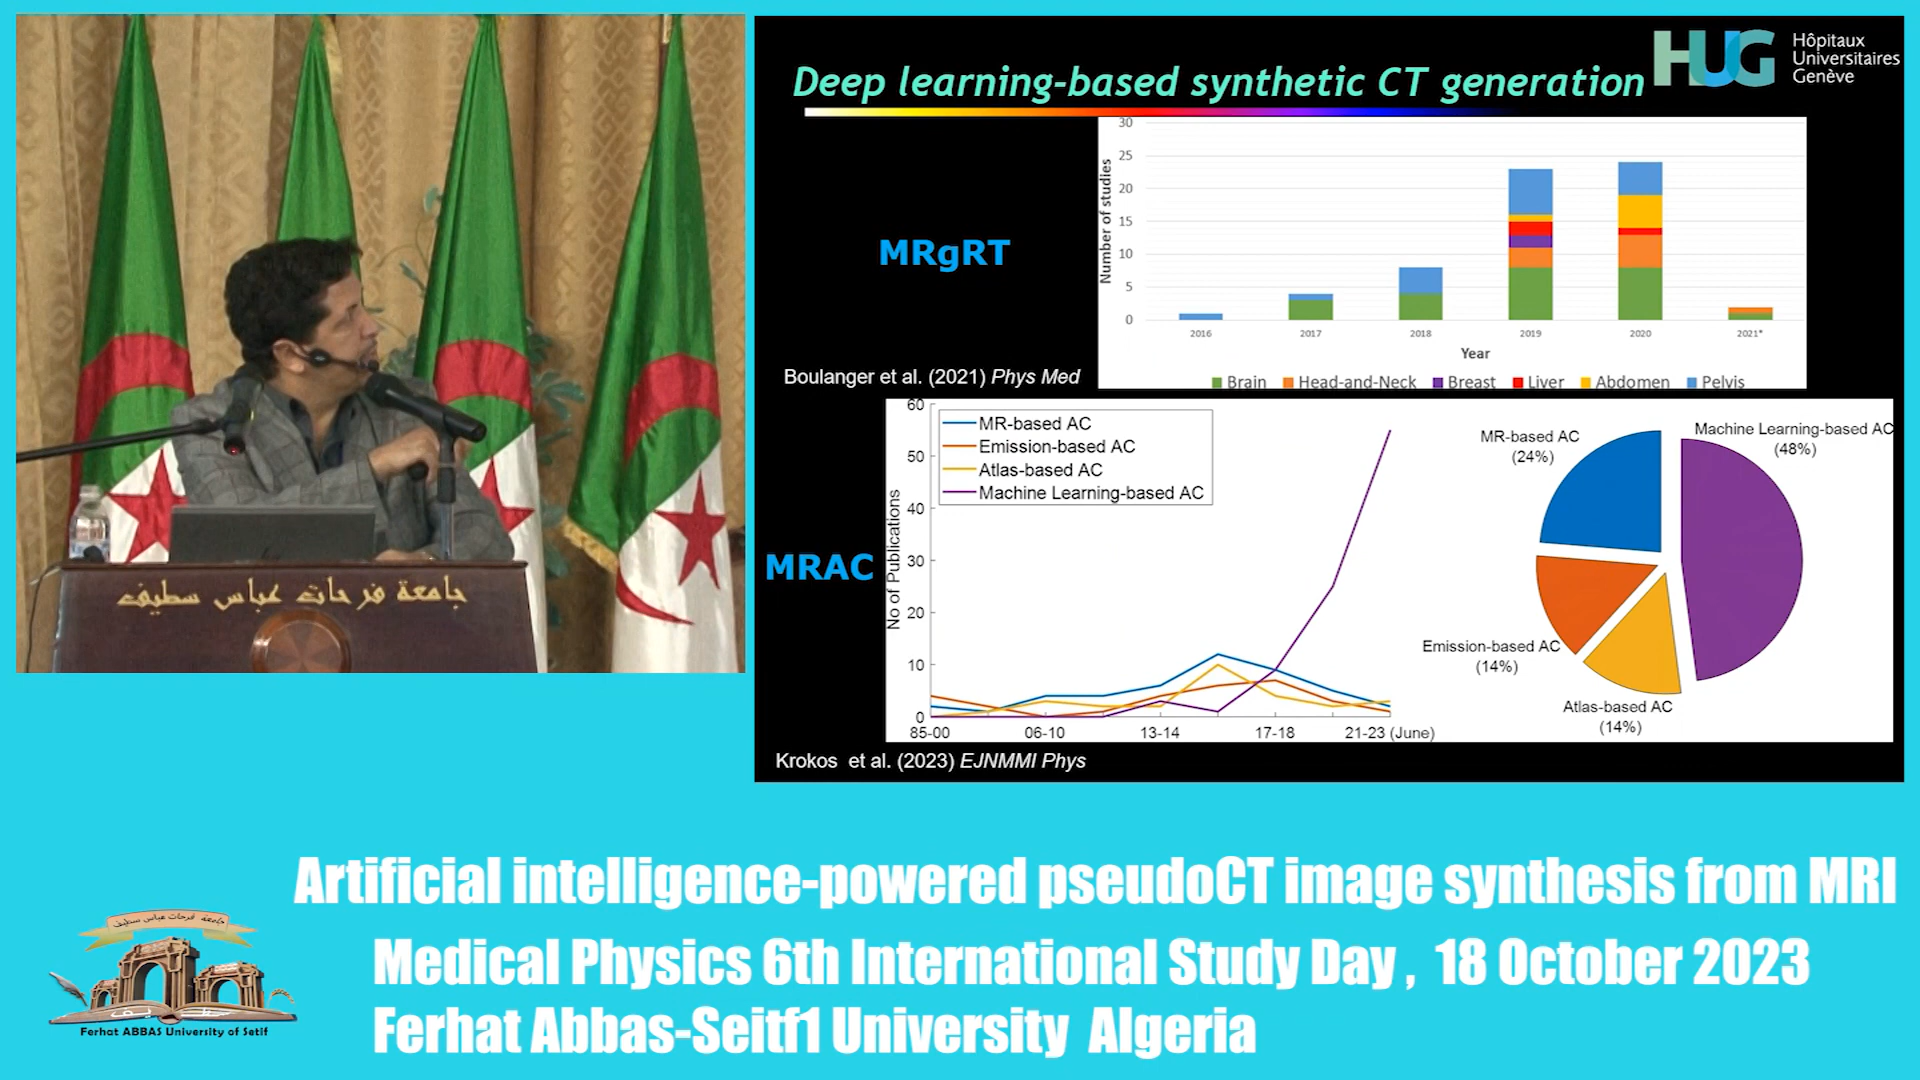 جامعة فرحات عباس سطيف
Deep learning-based synthetic CT generation
HUG
Hôpitaux
Universitaires
Genève
MRgRT
Number of studies
30
25
20
15
10
5
0
2016
2017
2018
2019
2020
2021*
Year
Brain
Head-and-Neck
Breast
Liver
Abdomen
Pelvis
Boulanger et al. (2021) Phys Med
MRAC
No of Publications
60
50
40
30
20
10
0
MR-based AC
Emission-based AC
Atlas-based AC
Machine Learning-based AC
85-00
06-10
13-14
17-18
21-23 (June)
MR-based AC
(24%)
Machine Learning-based AC
(48%)
Emission-based AC
(14%)
Atlas-based AC
(14%)
Krokos et al. (2023) EJNMMI Phys
Artificial intelligence-powered pseudoCT image synthesis from MRI
Medical Physics 6th International Study Day , 18 October 2023
Ferhat Abbas-Seitf1 University Algeria
جامعة فرحات عباس سطيف
Ferhat ABBAS University of Setif